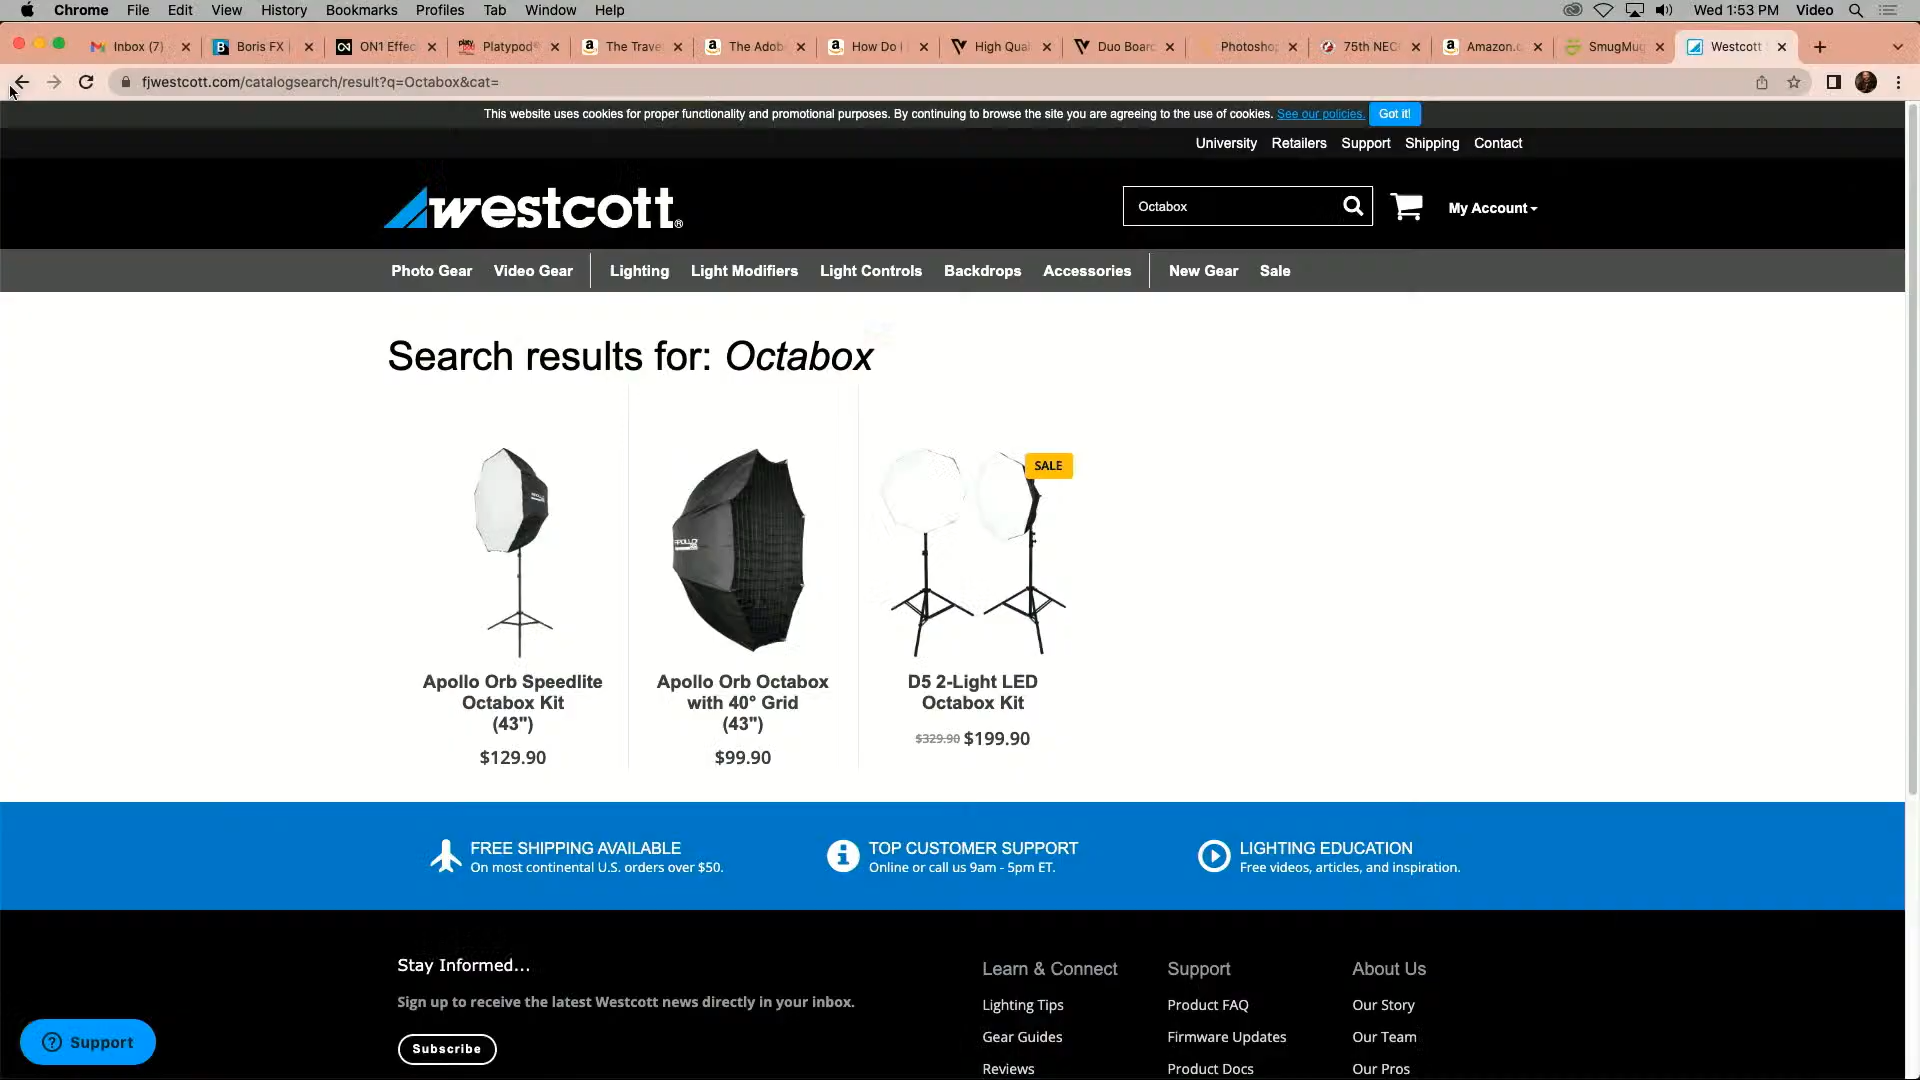 Chrome File Edit View History Bookmarks Profiles Tab Window Help Wed 1:53 PM Video
Inbox (7) Boris FX ON1 Effec Platypod The Trave The Adob How Do High Qual Duo Boar Photoshop 75th NEC Amazon.c SmugMug Westcott
fjwestcott.com/catalogsearch/result?q=Octabox&cat=
This website uses cookies for proper functionality and promotional purposes. By continuing to browse the site you are agreeing to the use of cookies. See our policies. Got it!
University Retailers Support Shipping Contact
westcott® Octabox My Account
Photo Gear Video Gear Lighting Light Modifiers Light Controls Backdrops Accessories New Gear Sale
Search results for: Octabox
SALE
APOLLO
Apollo Orb Speedlite
Octabox Kit
(43")
$129.90
Apollo Orb Octabox
with 40° Grid
(43")
$99.90
D5 2-Light LED
Octabox Kit
$329.90 $199.90
FREE SHIPPING AVAILABLE
On most continental U.S. orders over $50.
TOP CUSTOMER SUPPORT
Online or call us 9am - 5pm ET.
LIGHTING EDUCATION
Free videos, articles, and inspiration.
Stay Informed...
Sign up to receive the latest Westcott news directly in your inbox.
Subscribe
Learn & Connect
Lighting Tips
Gear Guides
Reviews
Support
Product FAQ
Firmware Updates
Product Docs
About Us
Our Story
Our Team
Our Pros
Support